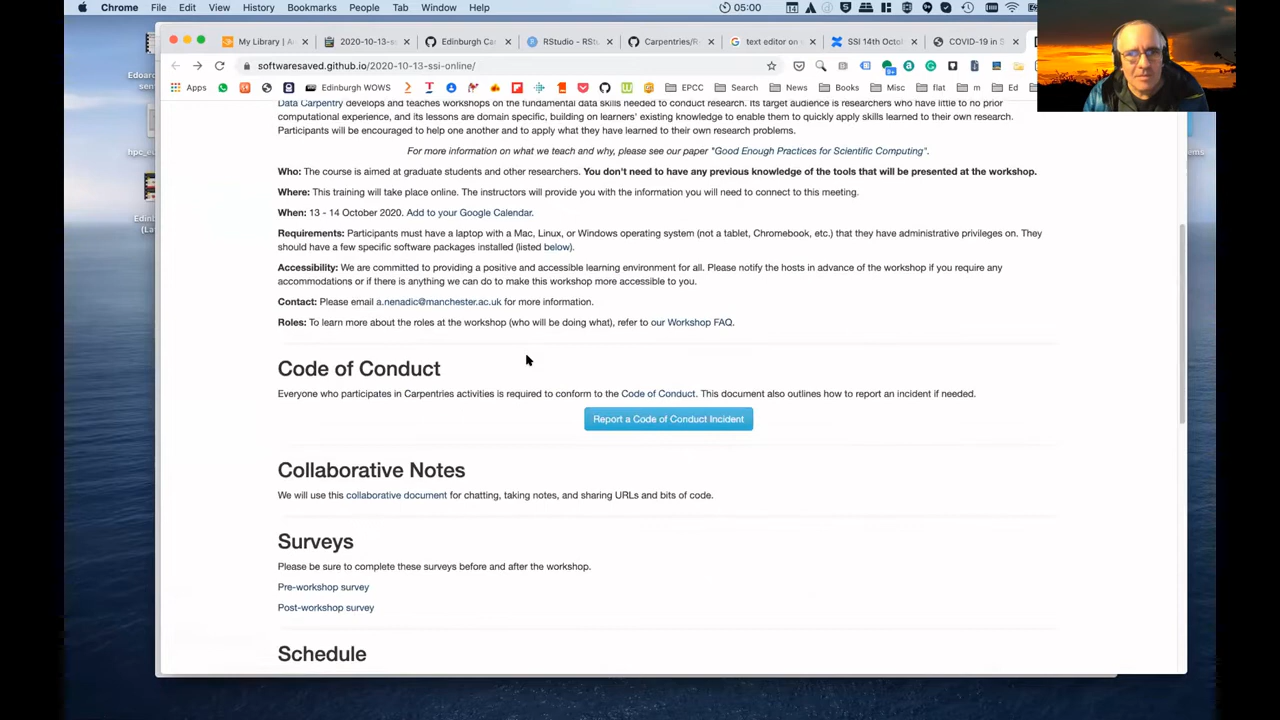 Chrome File Edit View History Bookmarks People Tab Window Help 05:00 14
My Library | A 2020-10-13-s Edinburgh Ca RStudio - RSt Carpentries/R text editor on SSI 14th Octo COVID-19 in S
softwaresaved.github.io/2020-10-13-ssi-online/
Apps Edinburgh WOWS EPCC Search News Books Misc flat m Ed
Data Carpentry develops and teaches workshops on the fundamental data skills needed to conduct research. Its target audience is researchers who have little to no prior
computational experience, and its lessons are domain specific, building on learners' existing knowledge to enable them to quickly apply skills learned to their own research.
Participants will be encouraged to help one another and to apply what they have learned to their own research problems.
For more information on what we teach and why, please see our paper "Good Enough Practices for Scientific Computing".
Who: The course is aimed at graduate students and other researchers. You don't need to have any previous knowledge of the tools that will be presented at the workshop.
Where: This training will take place online. The instructors will provide you with the information you will need to connect to this meeting.
When: 13 - 14 October 2020. Add to your Google Calendar.
Requirements: Participants must have a laptop with a Mac, Linux, or Windows operating system (not a tablet, Chromebook, etc.) that they have administrative privileges on. They
should have a few specific software packages installed (listed below).
Accessibility: We are committed to providing a positive and accessible learning environment for all. Please notify the hosts in advance of the workshop if you require any
accommodations or if there is anything we can do to make this workshop more accessible to you.
Contact: Please email a.nenadic@manchester.ac.uk for more information.
Roles: To learn more about the roles at the workshop (who will be doing what), refer to our Workshop FAQ.
Code of Conduct
Everyone who participates in Carpentries activities is required to conform to the Code of Conduct. This document also outlines how to report an incident if needed.
Report a Code of Conduct Incident
Collaborative Notes
We will use this collaborative document for chatting, taking notes, and sharing URLs and bits of code.
Surveys
Please be sure to complete these surveys before and after the workshop.
Pre-workshop survey
Post-workshop survey
Schedule